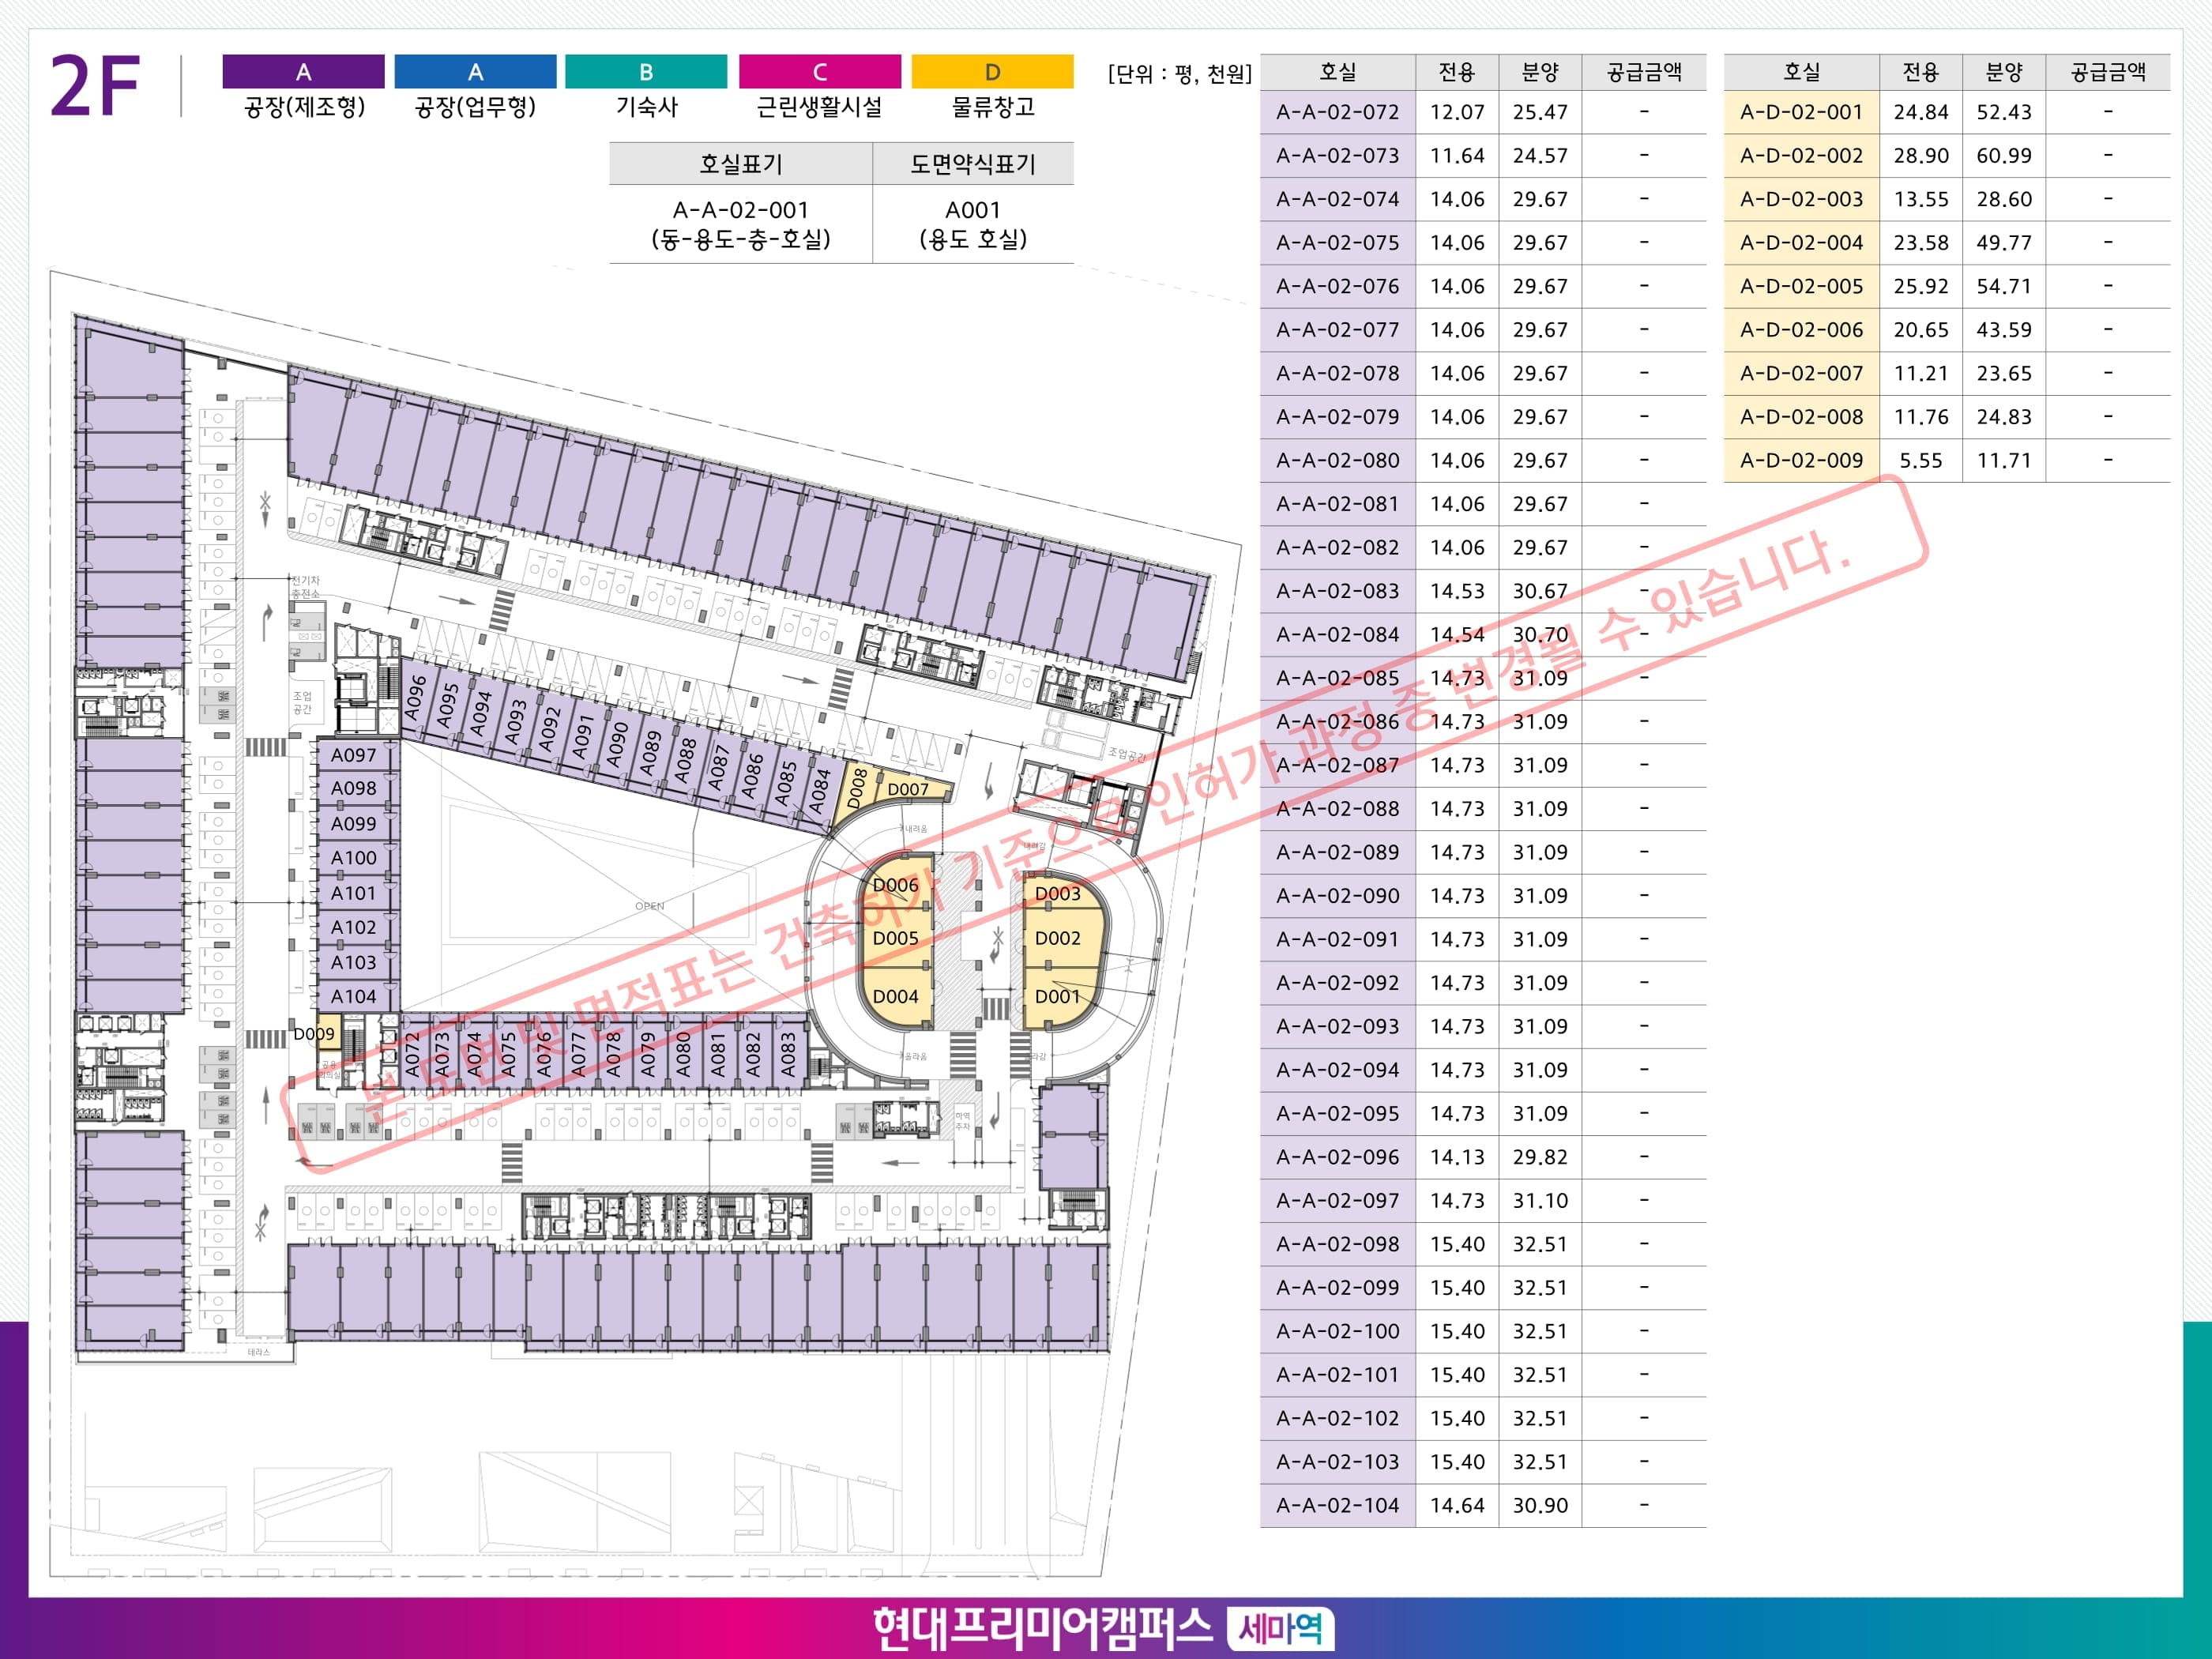 2F
A
공장(제조형)
A
공장(업무형)
B
기숙사
C
근린생활시설
D
물류창고
[단위 : 평, 천원]
호실표기 도면약식표기
A-A-02-001 A001
(동-용도-층-호실) (용도 호실)
호실 전용 분양 공급금액
A-A-02-072 12.07 25.47 -
A-A-02-073 11.64 24.57 -
A-A-02-074 14.06 29.67 -
A-A-02-075 14.06 29.67 -
A-A-02-076 14.06 29.67 -
A-A-02-077 14.06 29.67 -
A-A-02-078 14.06 29.67 -
A-A-02-079 14.06 29.67 -
A-A-02-080 14.06 29.67 -
A-A-02-081 14.06 29.67 -
A-A-02-082 14.06 29.67 -
A-A-02-083 14.53 30.67 -
A-A-02-084 14.54 30.70 -
A-A-02-085 14.73 31.09 -
A-A-02-086 14.73 31.09 -
A-A-02-087 14.73 31.09 -
A-A-02-088 14.73 31.09 -
A-A-02-089 14.73 31.09 -
A-A-02-090 14.73 31.09 -
A-A-02-091 14.73 31.09 -
A-A-02-092 14.73 31.09 -
A-A-02-093 14.73 31.09 -
A-A-02-094 14.73 31.09 -
A-A-02-095 14.73 31.09 -
A-A-02-096 14.13 29.82 -
A-A-02-097 14.73 31.10 -
A-A-02-098 15.40 32.51 -
A-A-02-099 15.40 32.51 -
A-A-02-100 15.40 32.51 -
A-A-02-101 15.40 32.51 -
A-A-02-102 15.40 32.51 -
A-A-02-103 15.40 32.51 -
A-A-02-104 14.64 30.90 -
호실 전용 분양 공급금액
A-D-02-001 24.84 52.43 -
A-D-02-002 28.90 60.99 -
A-D-02-003 13.55 28.60 -
A-D-02-004 23.58 49.77 -
A-D-02-005 25.92 54.71 -
A-D-02-006 20.65 43.59 -
A-D-02-007 11.21 23.65 -
A-D-02-008 11.76 24.83 -
A-D-02-009 5.55 11.71 -
전기차
충전소
조업
공간
A096
A095
A094
A093
A092
A091
A090
A089
A088
A087
A086
A085
A084
D008
D007
조업공간
A097
A098
A099
A100
A101
A102
A103
A104
OPEN
내려옴
내려감
D006
D005
D004
D003
D002
D001
D009
A072
A073
A074
A075
A076
A077
A078
A079
A080
A081
A082
A083
올라옴
하역
주차
테라스
본 도면 및 면적표는 건축허가 기준으로 인허가 과정 중 변경될 수 있습니다.
현대프리미어캠퍼스 세마역